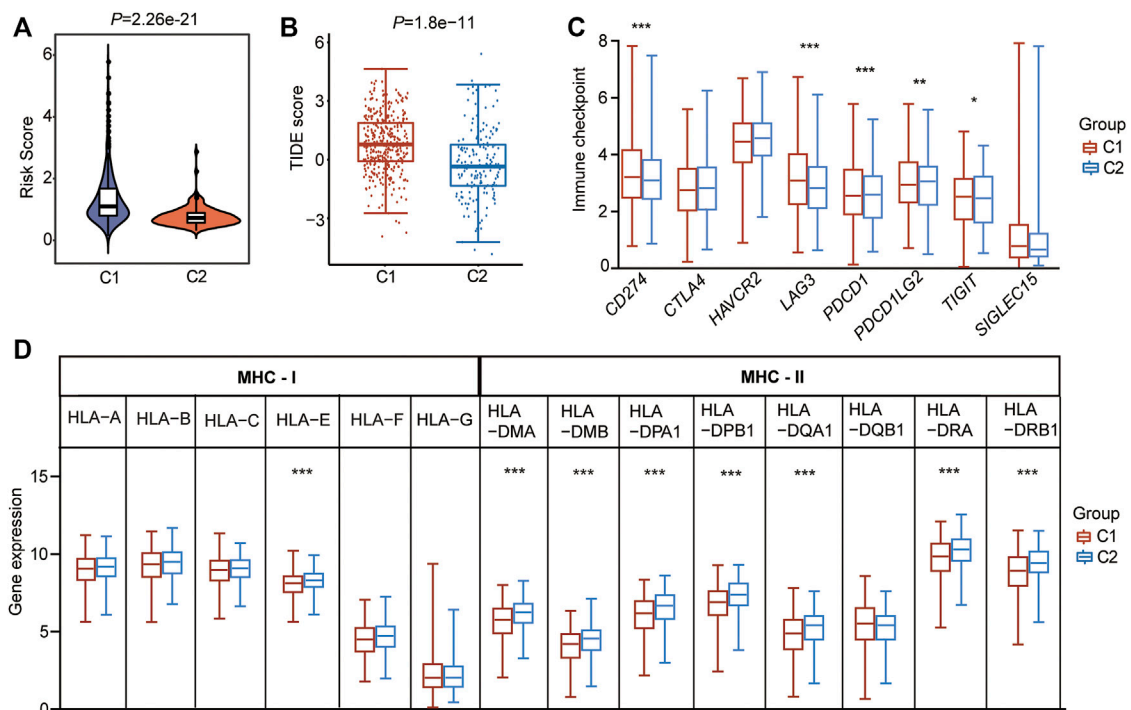 A
P=2.26e-21
Risk Score
6
4
2
0
C1
C2
B
P=1.8e−11
TIDE score
6
3
0
−3
C1
C2
C
Immune checkpoint
8
6
4
2
0
***
***
***
**
*
CD274
CTLA4
HAVCR2
LAG3
PDCD1
PDCD1LG2
TIGIT
SIGLEC15
Group
C1
C2
D
MHC - I
MHC - II
HLA−A
HLA−B
HLA−C
HLA−E
HLA−F
HLA−G
HLA
−DMA
HLA
−DMB
HLA
−DPA1
HLA
−DPB1
HLA
−DQA1
HLA
−DQB1
HLA
−DRA
HLA
−DRB1
***
***
***
***
***
***
***
***
Gene expression
15
10
5
0
Group
C1
C2